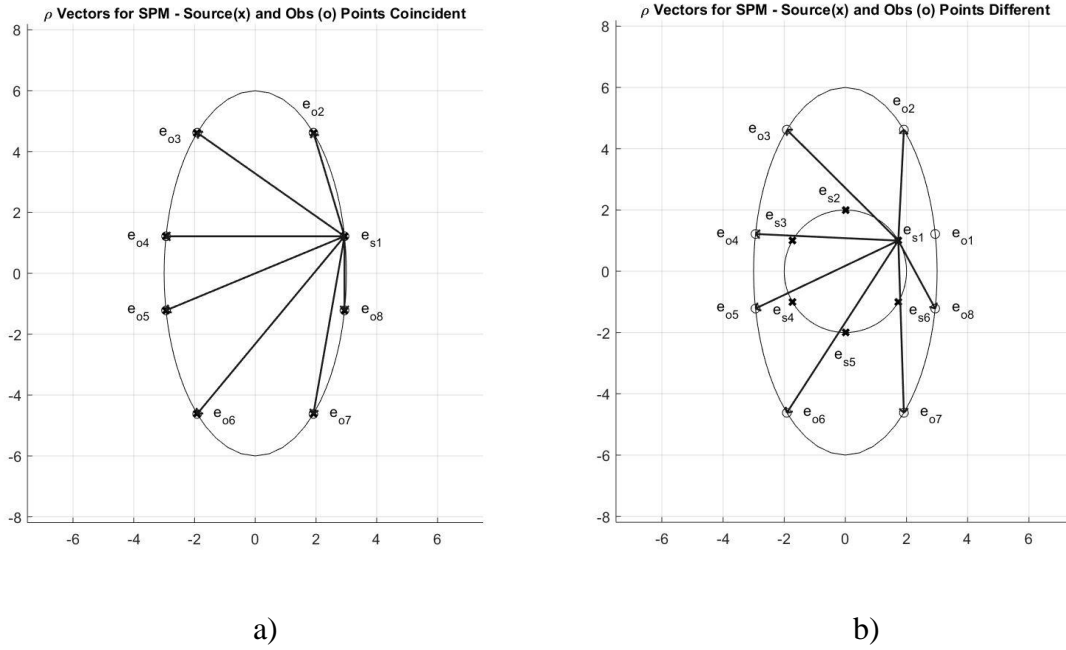 ρ Vectors for SPM - Source(x) and Obs (o) Points Coincident
8
6
4
2
0
-2
-4
-6
-8
-6
-4
-2
0
2
4
6
e_o2
e_o3
e_o4
e_s1
e_o5
e_o8
e_o6
e_o7
a)
ρ Vectors for SPM - Source(x) and Obs (o) Points Different
8
6
4
2
0
-2
-4
-6
-8
-6
-4
-2
0
2
4
6
e_o2
e_o3
e_s2
e_s3
e_o4
e_s1
e_o1
e_o5
e_s4
e_s6
e_o8
e_s5
e_o6
e_o7
b)